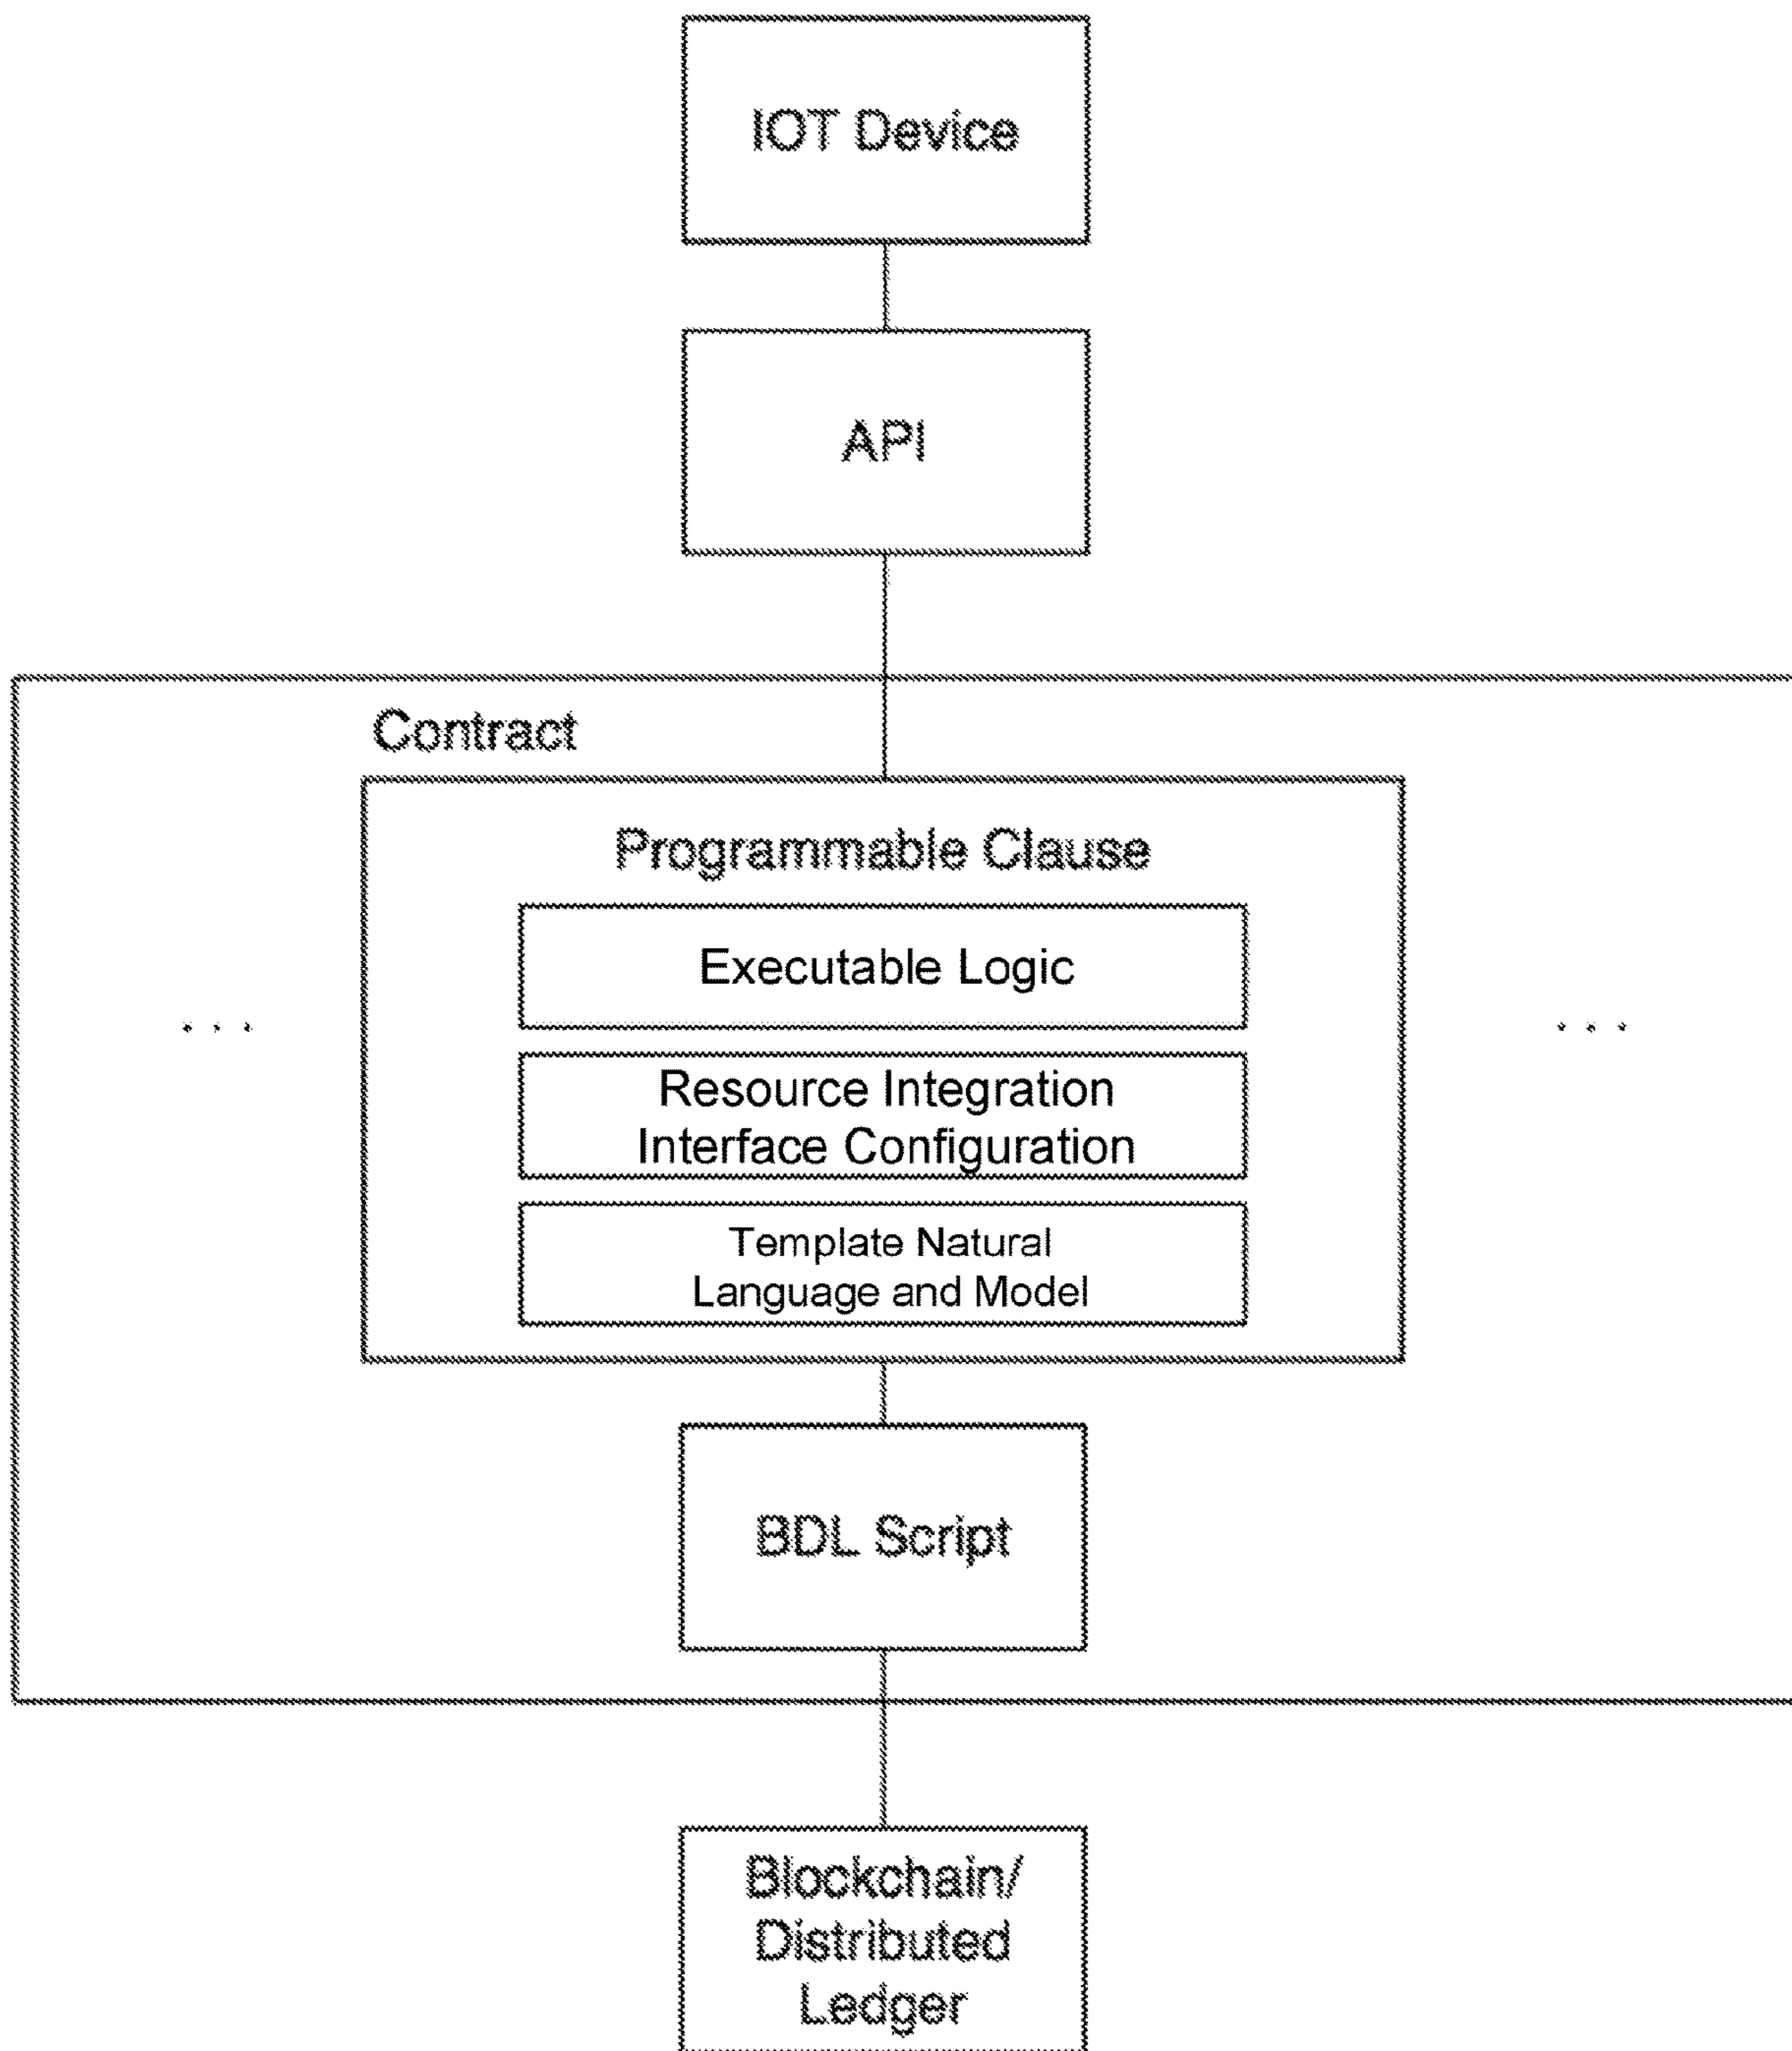 IOT Device
API
Contract
Programmable Clause
Executable Logic
. . .
. . .
Resource Integration
Interface Configuration
Template Natural
Language and Model
BDL Script
Blockchain/
Distributed
Ledger